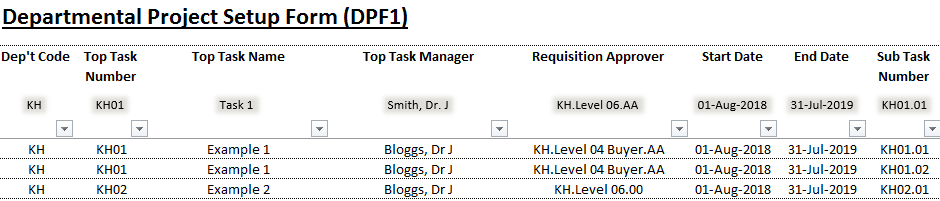 Departmental Project Setup Form (DPF1)
Dep't Code Top Task Number Top Task Name Top Task Manager Requisition Approver Start Date End Date Sub Task Number
KH KH01 Task 1 Smith, Dr. J KH.Level 06.AA 01-Aug-2018 31-Jul-2019 KH01.01
KH KH01 Example 1 Bloggs, Dr J KH.Level 04 Buyer.AA 01-Aug-2018 31-Jul-2019 KH01.01
KH KH01 Example 1 Bloggs, Dr J KH.Level 04 Buyer.AA 01-Aug-2018 31-Jul-2019 KH01.02
KH KH02 Example 2 Bloggs, Dr J KH.Level 06.00 01-Aug-2018 31-Jul-2019 KH02.01